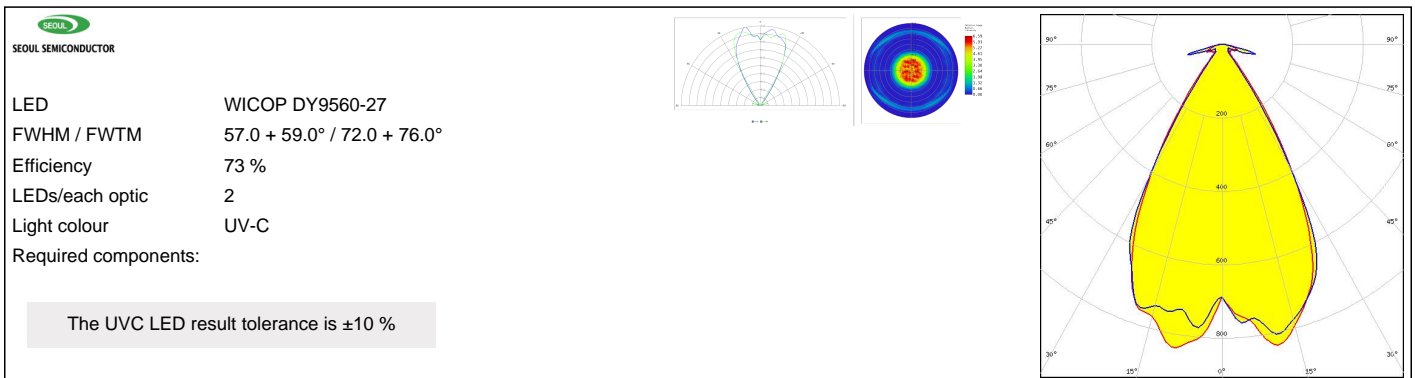 SEOUL
SEOUL SEMICONDUCTOR
LED WICOP DY9560-27
FWHM / FWTM 57.0 + 59.0° / 72.0 + 76.0°
Efficiency 73 %
LEDs/each optic 2
Light colour UV-C
Required components:
The UVC LED result tolerance is ±10 %
90° 90°
75° 75°
200
60° 60°
400
45° 45°
600
800
30° 30°
15° 0° 15°